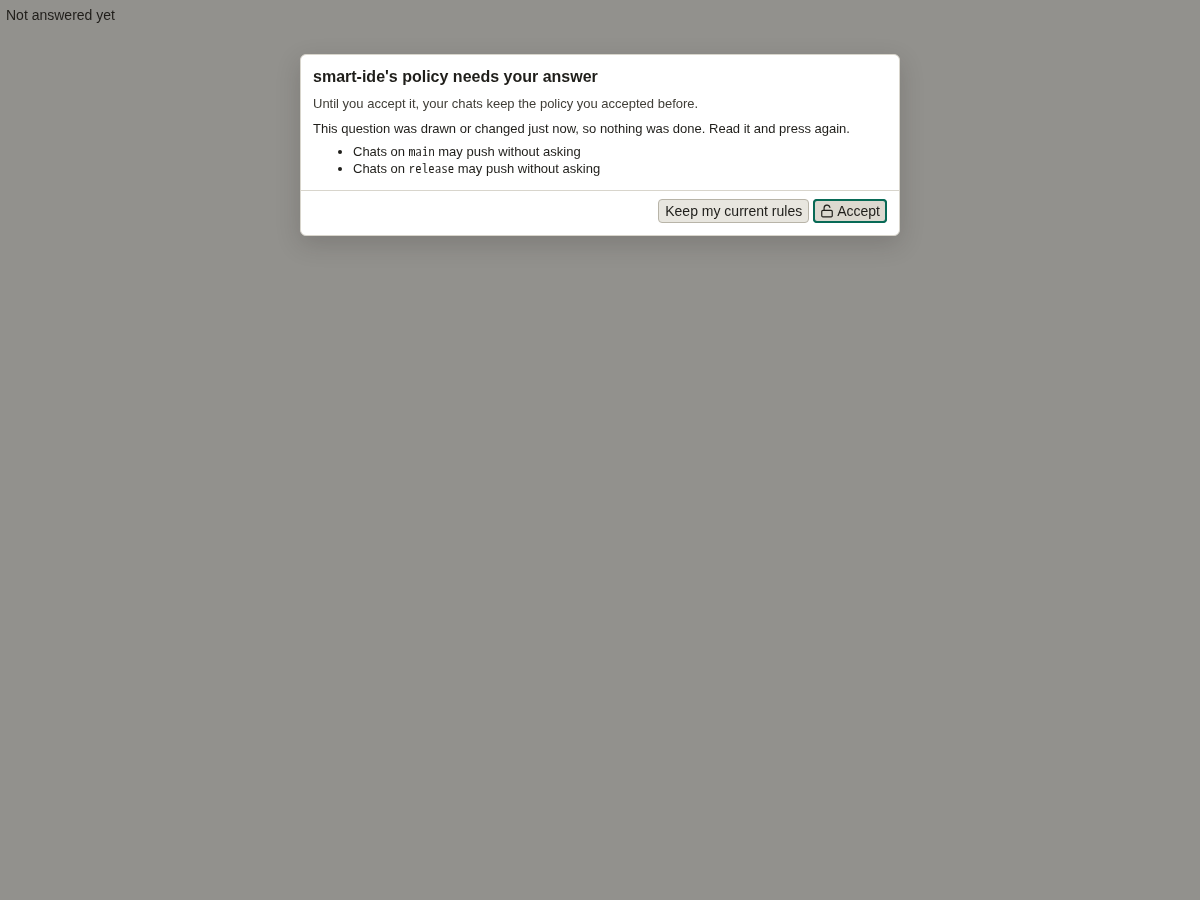 Not answered yet
smart-ide's policy needs your answer
Until you accept it, your chats keep the policy you accepted before.
This question was drawn or changed just now, so nothing was done. Read it and press again.
• Chats on main may push without asking
• Chats on release may push without asking
Keep my current rules Accept